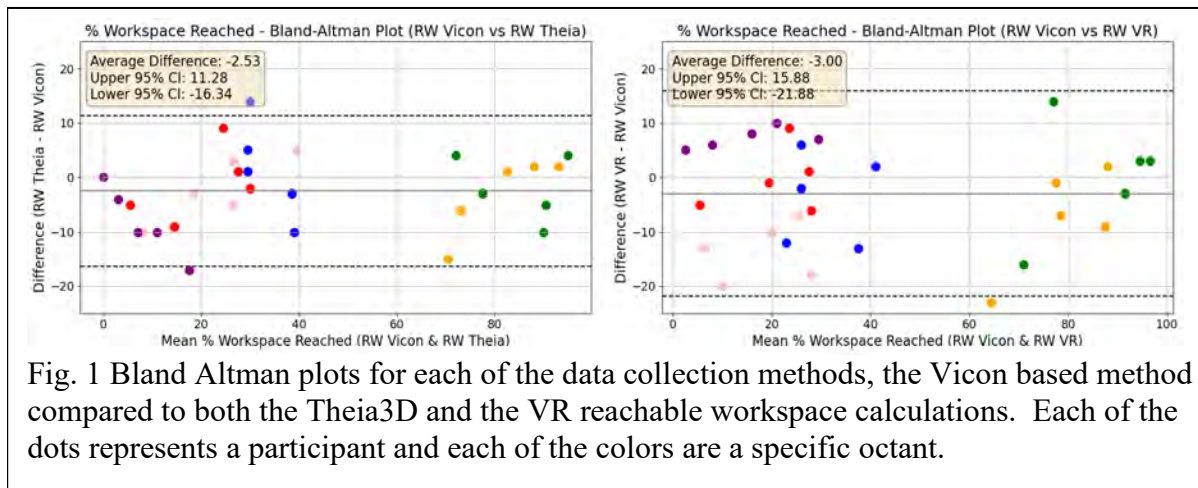 % Workspace Reached - Bland-Altman Plot (RW Vicon vs RW Theia)
Average Difference: -2.53
Upper 95% CI: 11.28
Lower 95% CI: -16.34
Difference (RW Theia - RW Vicon)
20
10
0
−10
−20
0
20
40
60
80
Mean % Workspace Reached (RW Vicon & RW Theia)
% Workspace Reached - Bland-Altman Plot (RW Vicon vs RW VR)
Average Difference: -3.00
Upper 95% CI: 15.88
Lower 95% CI: -21.88
Difference (RW VR - RW Vicon)
20
10
0
−10
−20
0
20
40
60
80
100
Mean % Workspace Reached (RW Vicon & RW VR)
Fig. 1 Bland Altman plots for each of the data collection methods, the Vicon based method
compared to both the Theia3D and the VR reachable workspace calculations.  Each of the
dots represents a participant and each of the colors are a specific octant.